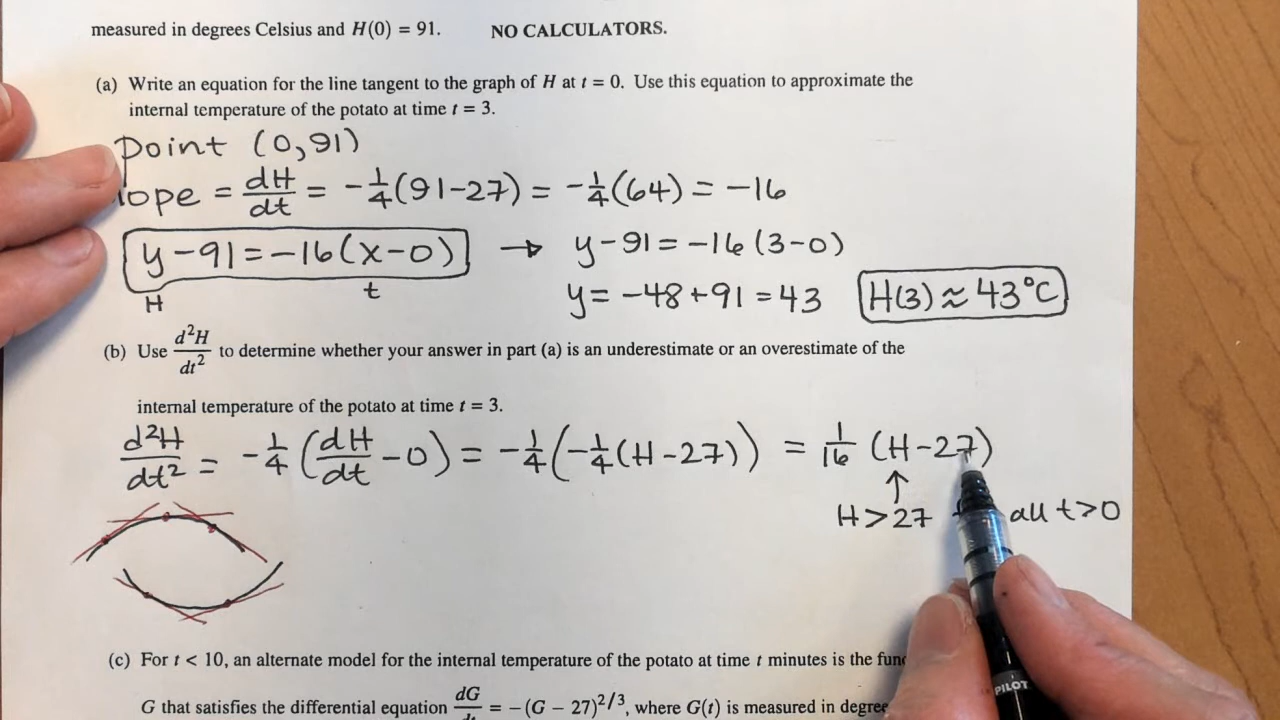 measured in degrees Celsius and H(0) = 91. NO CALCULATORS.
(a) Write an equation for the line tangent to the graph of H at t = 0. Use this equation to approximate the
internal temperature of the potato at time t = 3.
point (0,91)
lope = dH/dt = -1/4(91-27) = -1/4(64) = -16
y-91 = -16(x-0) → y-91 = -16(3-0)
H t
y = -48+91 = 43 H(3) ≈ 43°C
(b) Use d²H/dt² to determine whether your answer in part (a) is an underestimate or an overestimate of the
internal temperature of the potato at time t = 3.
d²H/dt² = -1/4(dH/dt - 0) = -1/4(-1/4(H-27)) = 1/16 (H-27)
↑
H>27 all t>0
(c) For t < 10, an alternate model for the internal temperature of the potato at time t minutes is the
G that satisfies the differential equation dG/ = −(G − 27)^2/3, where G(t) is measured in
PILOT